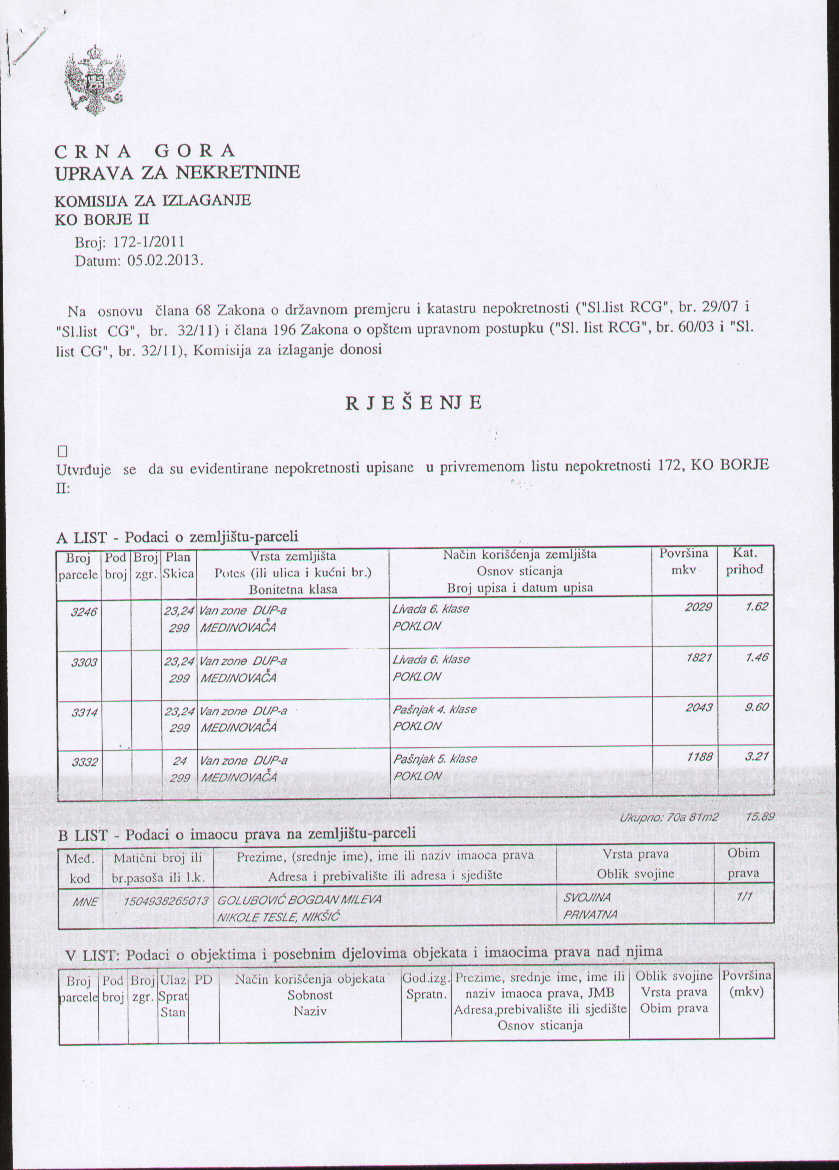 CRNA GORA
UPRAVA ZA NEKRETNINE
KOMISIJA ZA IZLAGANJE
KO BORJE II
Broj: 172-1/2011
Datum: 05.02.2013.
Na osnovu člana 68 Zakona o državnom premjeru i katastru nepokretnosti ("Sl.list RCG", br. 29/07 i
"Sl.list CG", br. 32/11) i člana 196 Zakona o opštem upravnom postupku ("Sl. list RCG", br. 60/03 i "Sl.
list CG", br. 32/11), Komisija za izlaganje donosi
RJEŠENJE
Utvrđuje se da su evidentirane nepokretnosti upisane u privremenom listu nepokretnosti 172, KO BORJE
II:
A LIST - Podaci o zemljištu-parceli
Broj Pod Broj Plan Vrsta zemljišta Način korišćenja zemljišta Površina Kat.
parcele broj zgr. Skica Potes (ili ulica i kućni br.) Osnov sticanja mkv prihod
Bonitetna klasa Broj upisa i datum upisa
3246 23,24 Van zone DUP-a Livada 6. klase 2029 1.62
299 MEDINOVAČA POKLON
3303 23,24 Van zone DUP-a Livada 6. klase 1821 1.46
299 MEDINOVAČA POKLON
3314 23,24 Van zone DUP-a Pašnjak 4. klase 2043 9.60
299 MEDINOVAČA POKLON
3332 24 Van zone DUP-a Pašnjak 5. klase 1188 3.21
299 MEDINOVAČA POKLON
Ukupno: 70a 81m2 15.89
B LIST - Podaci o imaocu prava na zemljištu-parceli
Međ. Matični broj ili Prezime, (srednje ime), ime ili naziv imaoca prava Vrsta prava Obim
kod br.pasoša ili l.k. Adresa i prebivalište ili adresa i sjedište Oblik svojine prava
MNE 1504938265013 GOLUBOVIĆ BOGDAN MILEVA SVOJINA 1/1
NIKOLE TESLE, NIKŠIĆ PRIVATNA
V LIST: Podaci o objektima i posebnim djelovima objekata i imaocima prava nad njima
Broj Pod Broj Ulaz PD Način korišćenja objekata God.izg. Prezime, srednje ime, ime ili Oblik svojine Površina
parcele broj zgr. Sprat Sobnost Spratn. naziv imaoca prava, JMB Vrsta prava (mkv)
Stan Naziv Adresa,prebivalište ili sjedište Obim prava
Osnov sticanja